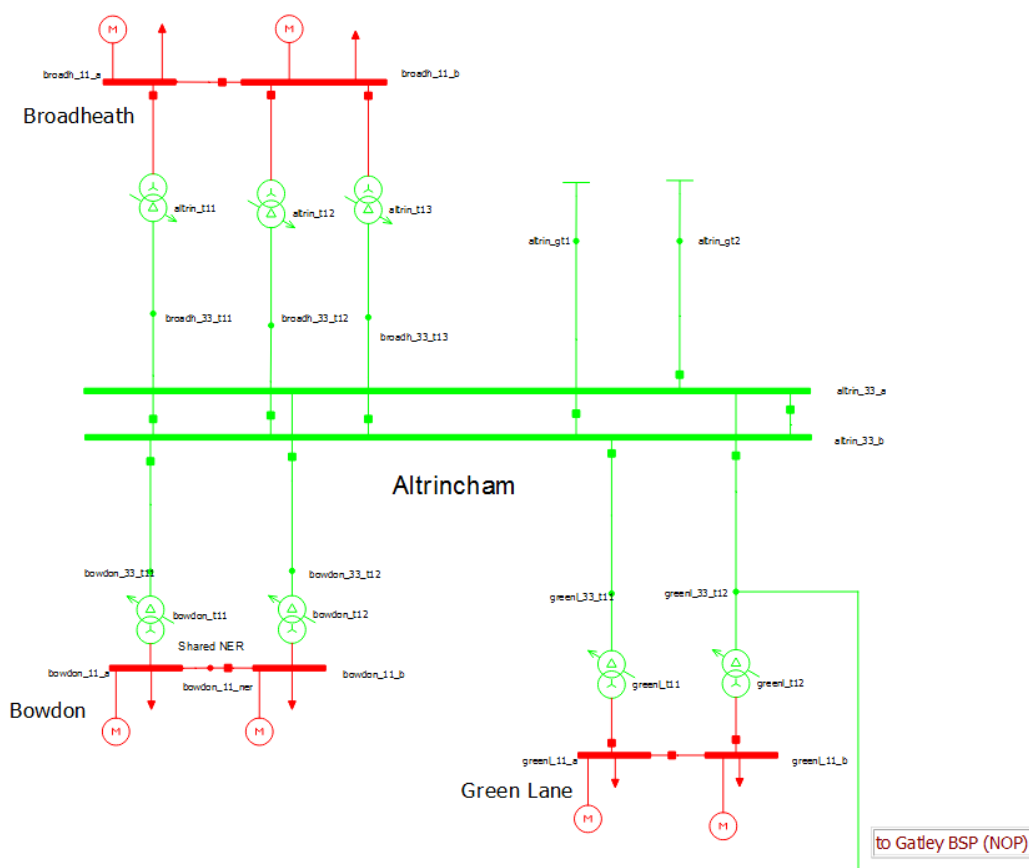 M
M
broadh_11_a
broadh_11_b
Broadheath
altrin_t11
altrin_t12
altrin_t13
altrin_gt1
altrin_gt2
broadh_33_t11
broadh_33_t12
broadh_33_t13
altrin_33_a
altrin_33_b
Altrincham
bowdon_33_t11
bowdon_33_t12
bowdon_t11
bowdon_t12
greenl_33_t11
greenl_33_t12
Shared NER
bowdon_11_a
bowdon_11_ner
bowdon_11_b
greenl_t11
greenl_t12
Bowdon
M
M
greenl_11_a
greenl_11_b
Green Lane
M
M
to Gatley BSP (NOP)